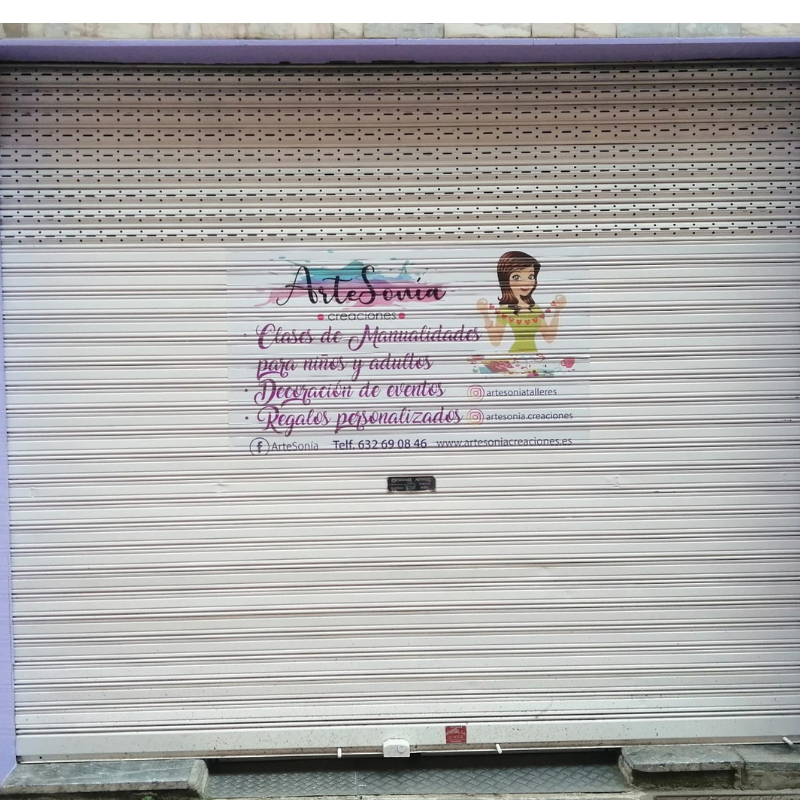 ArteSonia
creaciones
· Clases de Manualidades
para niños y adultos
· Decoración de eventos
· Regalos personalizados
artesoniatalleres
artesonia.creaciones
ArteSonia Telf. 632 69 08 46 www.artesoniacreaciones.es